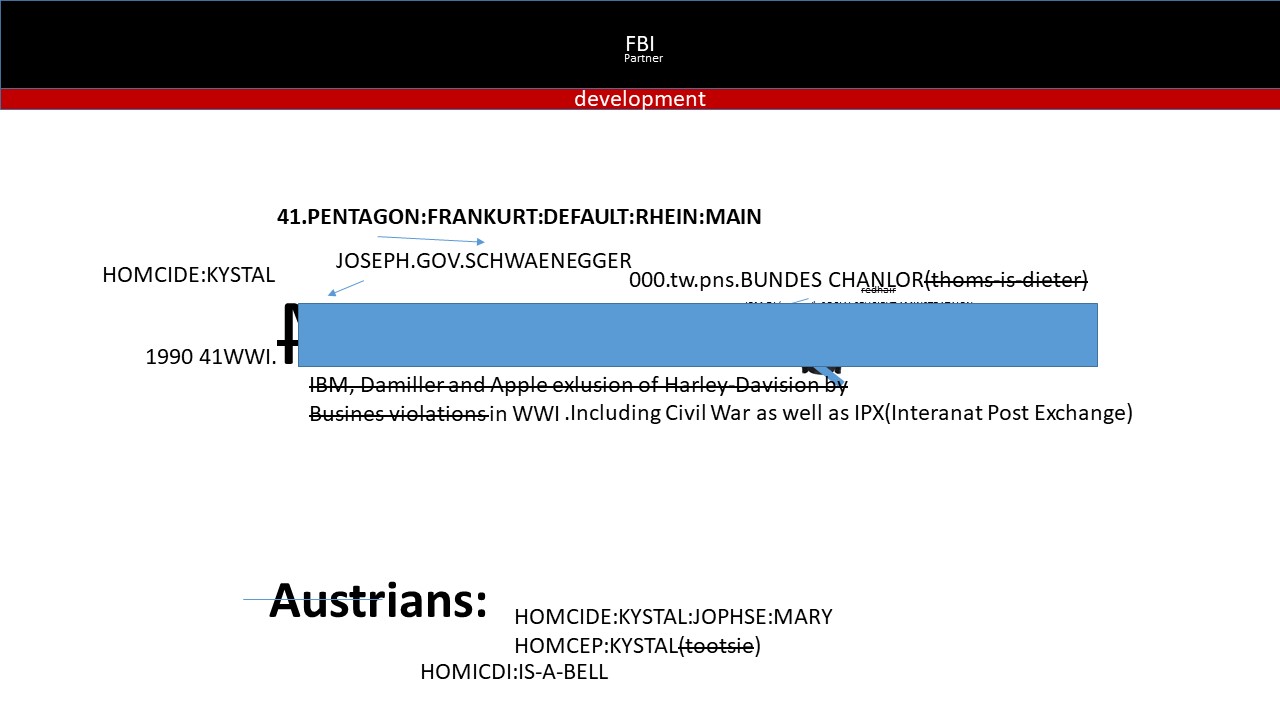 FBI
Partner
development
41.PENTAGON:FRANKURT:DEFAULT:RHEIN:MAIN
JOSEPH.GOV.SCHWAENEGGER
HOMCIDE:KYSTAL
000.tw.pns.BUNDES CHANLOR(thoms-is-dieter)
redhair
1990 41WWI.
IBM, Damiller and Apple exlusion of Harley-Davision by
Busines violations in WWI .Including Civil War as well as IPX(Interanat Post Exchange)
Austrians:
HOMCIDE:KYSTAL:JOPHSE:MARY
HOMCEP:KYSTAL(tootsie)
HOMICDI:IS-A-BELL